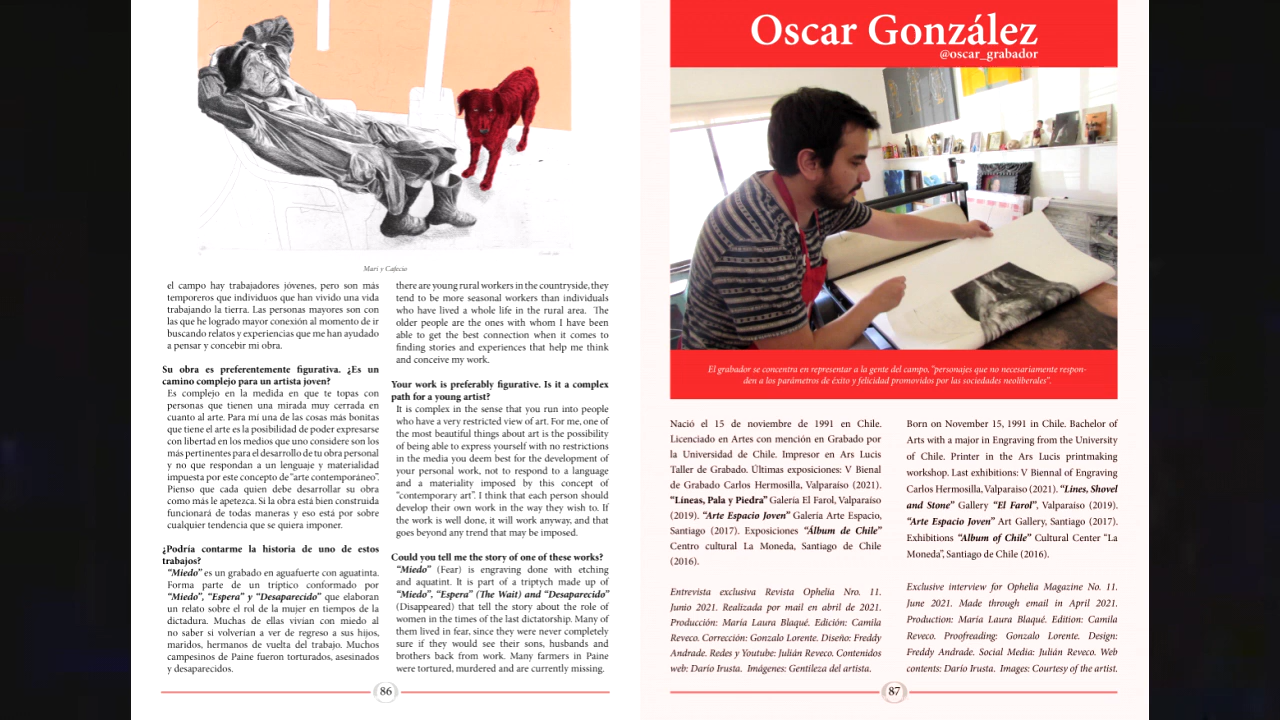 Mari y Cafecio
el campo hay trabajadores jóvenes, pero son más
temporeros que individuos que han vivido una vida
trabajando la tierra. Las personas mayores son con
las que he logrado mayor conexión al momento de ir
buscando relatos y experiencias que me han ayudado
a pensar y concebir mi obra.
Su obra es preferentemente figurativa. ¿Es un
camino complejo para un artista joven?
Es complejo en la medida en que te topas con
personas que tienen una mirada muy cerrada en
cuanto al arte. Para mí una de las cosas más bonitas
que tiene el arte es la posibilidad de poder expresarse
con libertad en los medios que uno considere son los
más pertinentes para el desarrollo de tu obra personal
y no que respondan a un lenguaje y materialidad
impuesta por este concepto de "arte contemporáneo".
Pienso que cada quien debe desarrollar su obra
como más le apetezca. Si la obra está bien construida
funcionará de todas maneras y eso está por sobre
cualquier tendencia que se quiera imponer.
¿Podría contarme la historia de uno de estos
trabajos?
"Miedo" es un grabado en aguafuerte con aguatinta.
Forma parte de un tríptico conformado por
"Miedo", "Espera" y "Desaparecido" que elaboran
un relato sobre el rol de la mujer en tiempos de la
dictadura. Muchas de ellas vivían con miedo al
no saber si volverían a ver de regreso a sus hijos,
maridos, hermanos de vuelta del trabajo. Muchos
campesinos de Paine fueron torturados, asesinados
y desaparecidos.
there are young rural workers in the countryside, they
tend to be more seasonal workers than individuals
who have lived a whole life in the rural area. The
older people are the ones with whom I have been
able to get the best connection when it comes to
finding stories and experiences that help me think
and conceive my work.
Your work is preferably figurative. Is it a complex
path for a young artist?
It is complex in the sense that you run into people
who have a very restricted view of art. For me, one of
the most beautiful things about art is the possibility
of being able to express yourself with no restrictions
in the media you deem best for the development of
your personal work, not to respond to a language
and a materiality imposed by this concept of
"contemporary art". I think that each person should
develop their own work in the way they wish to. If
the work is well done, it will work anyway, and that
goes beyond any trend that may be imposed.
Could you tell me the story of one of these works?
"Miedo" (Fear) is engraving done with etching
and aquatint. It is part of a triptych made up of
"Miedo", "Espera" (The Wait) and "Desaparecido"
(Disappeared) that tell the story about the role of
women in the times of the last dictatorship. Many of
them lived in fear, since they were never completely
sure if they would see their sons, husbands and
brothers back from work. Many farmers in Paine
were tortured, murdered and are currently missing.
86
Oscar González
@oscar_grabador
El grabador se concentra en representar a la gente del campo, "personajes que no necesariamente respon-
den a los parámetros de éxito y felicidad promovidos por las sociedades neoliberales".
Nació el 15 de noviembre de 1991 en Chile.
Licenciado en Artes con mención en Grabado por
la Universidad de Chile. Impresor en Ars Lucis
Taller de Grabado. Últimas exposiciones: V Bienal
de Grabado Carlos Hermosilla, Valparaíso (2021).
"Líneas, Pala y Piedra" Galería El Farol, Valparaíso
(2019). "Arte Espacio Joven" Galería Arte Espacio,
Santiago (2017). Exposiciones "Álbum de Chile"
Centro cultural La Moneda, Santiago de Chile
(2016).
Entrevista exclusiva Revista Ophelia Nro. 11.
Junio 2021. Realizada por mail en abril de 2021.
Producción: María Laura Blaqué. Edición: Camila
Reveco. Corrección: Gonzalo Lorente. Diseño: Freddy
Andrade. Redes y Youtube: Julián Reveco. Contenidos
web: Darío Irusta. Imágenes: Gentileza del artista.
Born on November 15, 1991 in Chile. Bachelor of
Arts with a major in Engraving from the University
of Chile. Printer in the Ars Lucis printmaking
workshop. Last exhibitions: V Biennal of Engraving
Carlos Hermosilla, Valparaiso (2021). "Lines, Shovel
and Stone" Gallery "El Farol", Valparaíso (2019).
"Arte Espacio Joven" Art Gallery, Santiago (2017).
Exhibitions "Album of Chile" Cultural Center "La
Moneda", Santiago de Chile (2016).
Exclusive interview for Ophelia Magazine No. 11.
June 2021. Made through email in April 2021.
Production: María Laura Blaqué. Edition: Camila
Reveco. Proofreading: Gonzalo Lorente. Design:
Freddy Andrade. Social Media: Julián Reveco. Web
contents: Darío Irusta. Images: Courtesy of the artist.
87